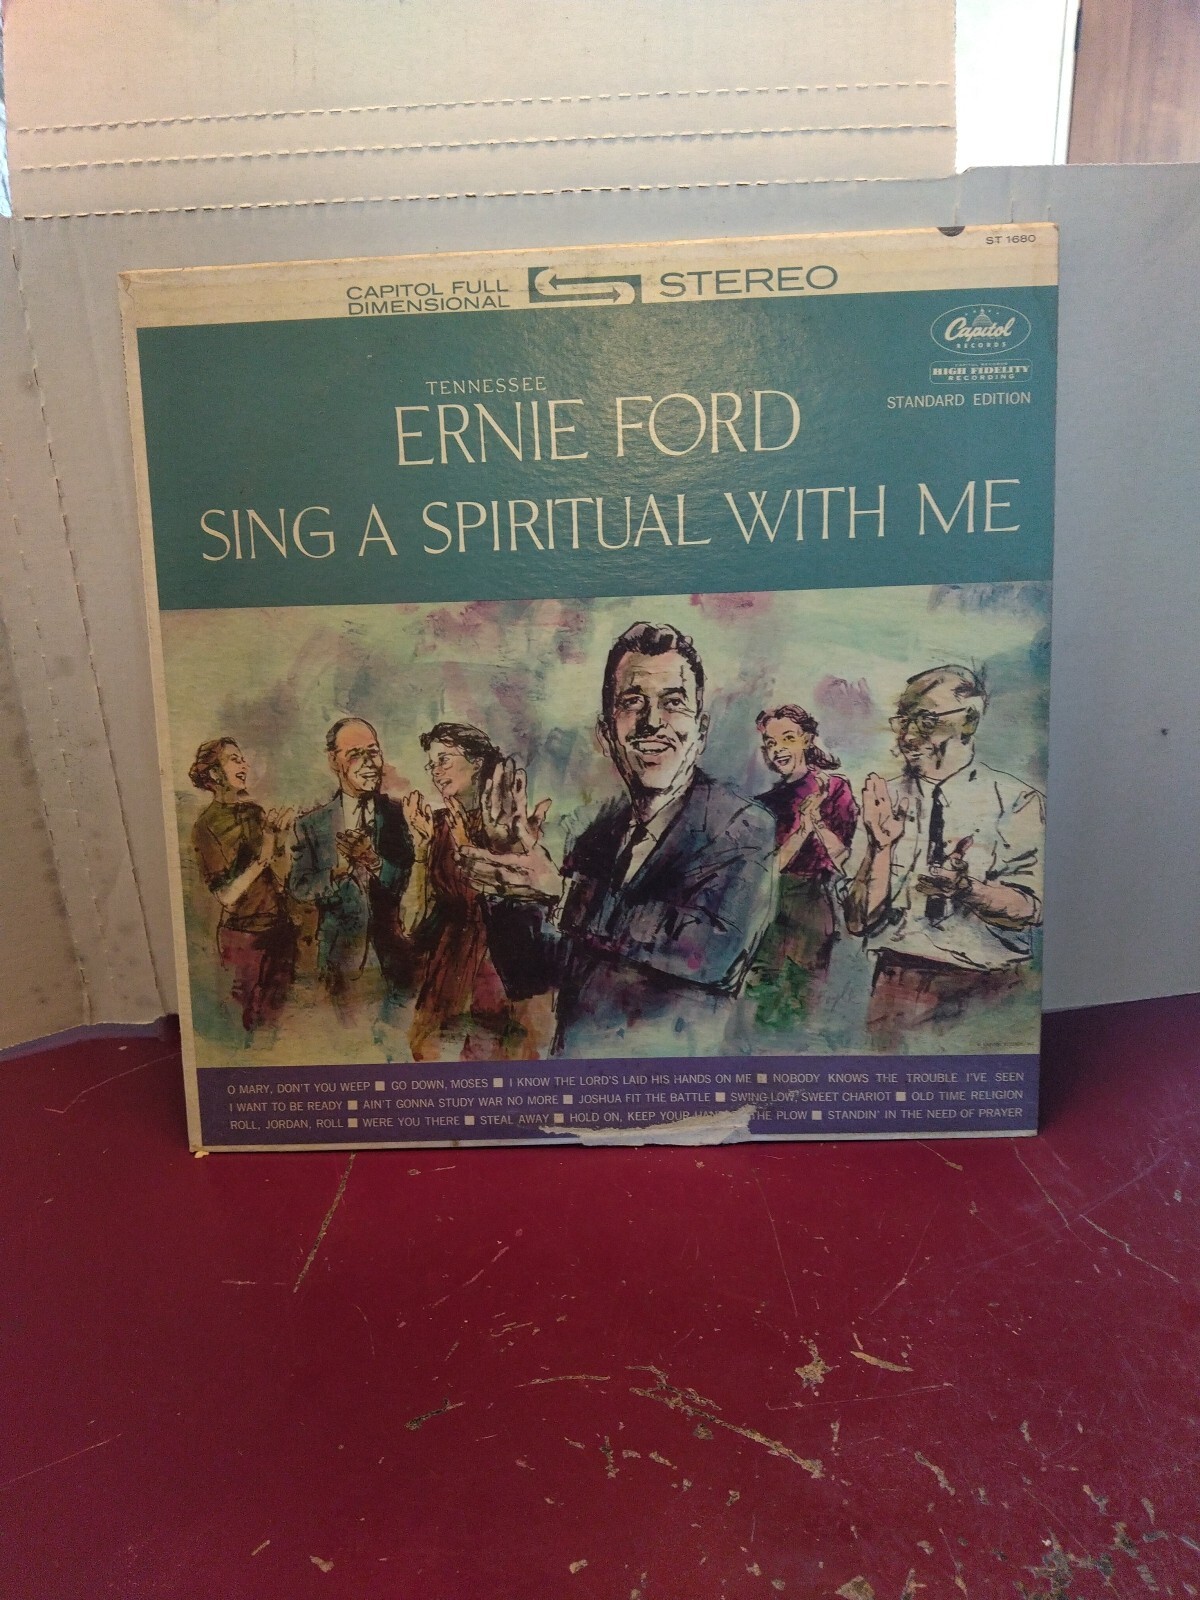 ST 1680
CAPITOL FULL
DIMENSIONAL
STEREO
Capitol
RECORDS
HIGH FIDELITY
RECORDING
STANDARD EDITION
TENNESSEE
ERNIE FORD
SING A SPIRITUAL WITH ME
O MARY, DON'T YOU WEEP ■ GO DOWN, MOSES ■ I KNOW THE LORD'S LAID HIS HANDS ON ME ■ NOBODY KNOWS THE TROUBLE I'VE SEEN
I WANT TO BE READY ■ AIN'T GONNA STUDY WAR NO MORE ■ JOSHUA FIT THE BATTLE ■ SWING LOW, SWEET CHARIOT ■ OLD TIME RELIGION
ROLL, JORDAN, ROLL ■ WERE YOU THERE ■ STEAL AWAY ■ HOLD ON, KEEP YOUR THE PLOW ■ STANDIN' IN THE NEED OF PRAYER